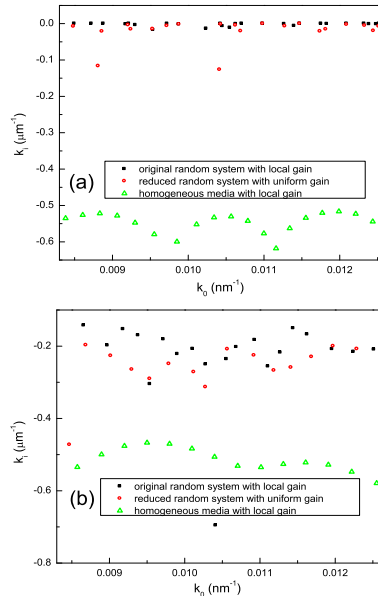 0.0
-0.1
-0.2
-0.3
-0.4
-0.5
-0.6
k_i (μm⁻¹)
(a)
original random system with local gain
reduced random system with uniform gain
homogeneous media with local gain
0.009 0.010 0.011 0.012
k_0 (nm⁻¹)
-0.2
-0.4
-0.6
-0.8
k_i (μm⁻¹)
(b)
original random system with local gain
reduced random system with uniform gain
homogeneous media with local gain
0.009 0.010 0.011 0.012
k_0 (nm⁻¹)